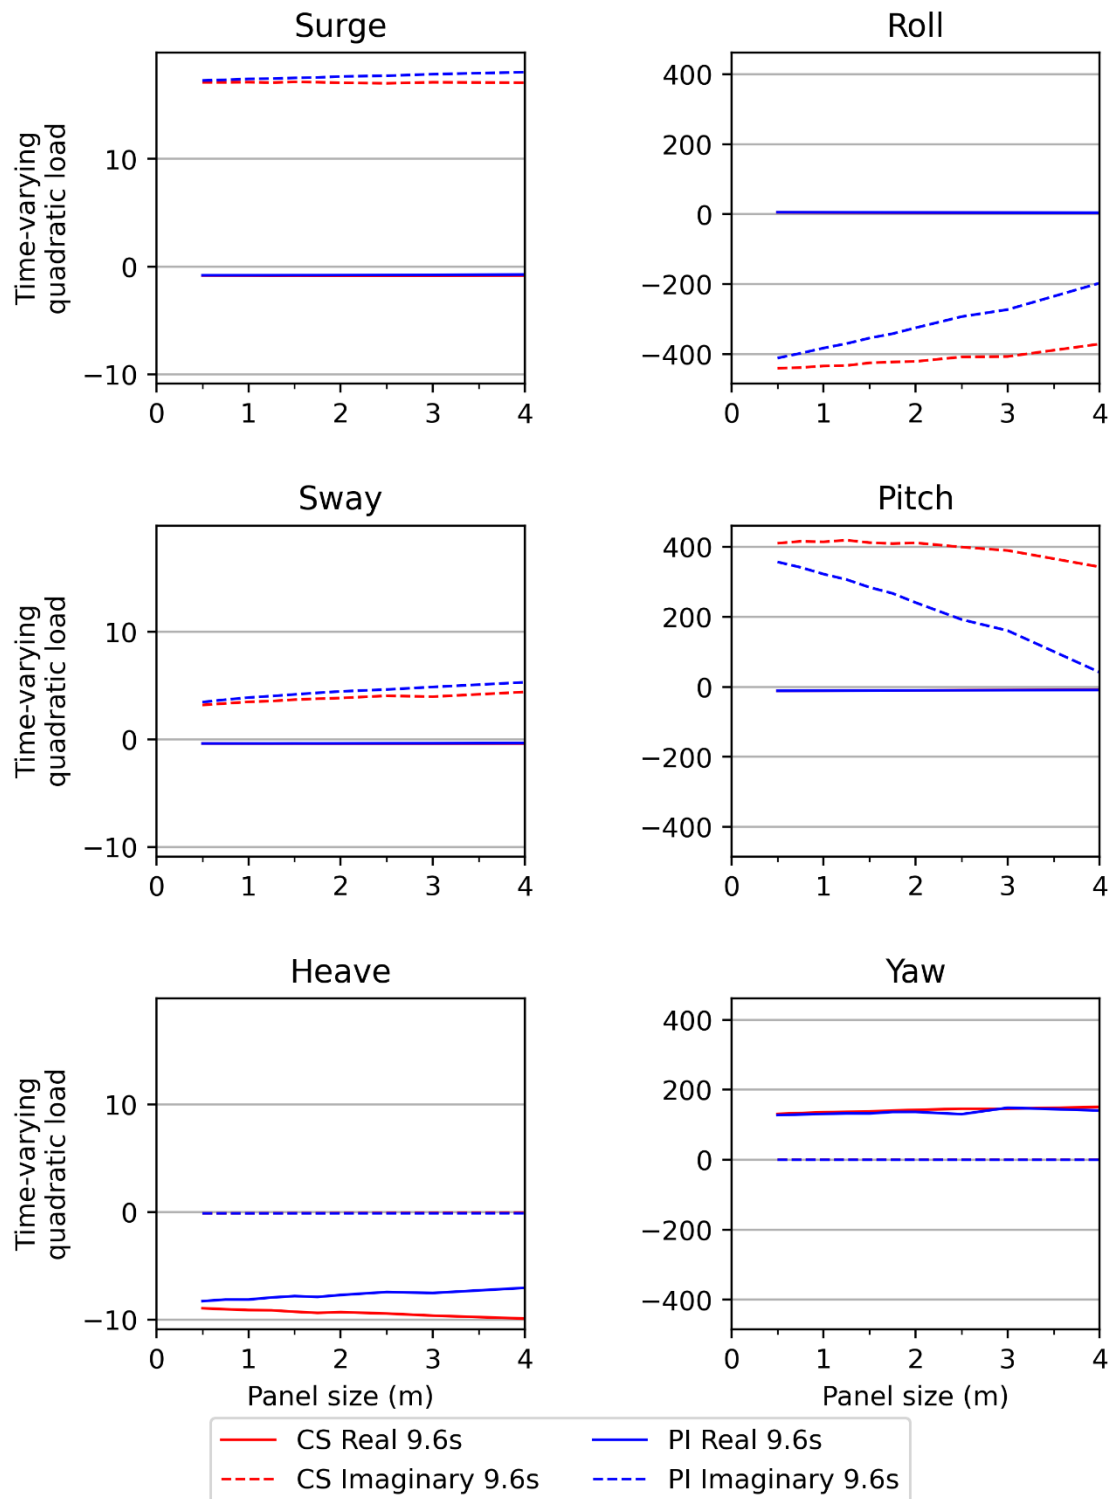 Surge
Time-varying
quadratic load
10
0
−10
0 1 2 3 4
Roll
400
200
0
−200
−400
0 1 2 3 4
Sway
Time-varying
quadratic load
10
0
−10
0 1 2 3 4
Pitch
400
200
0
−200
−400
0 1 2 3 4
Heave
Time-varying
quadratic load
10
0
−10
0 1 2 3 4
Panel size (m)
Yaw
400
200
0
−200
−400
0 1 2 3 4
Panel size (m)
CS Real 9.6s
CS Imaginary 9.6s
PI Real 9.6s
PI Imaginary 9.6s